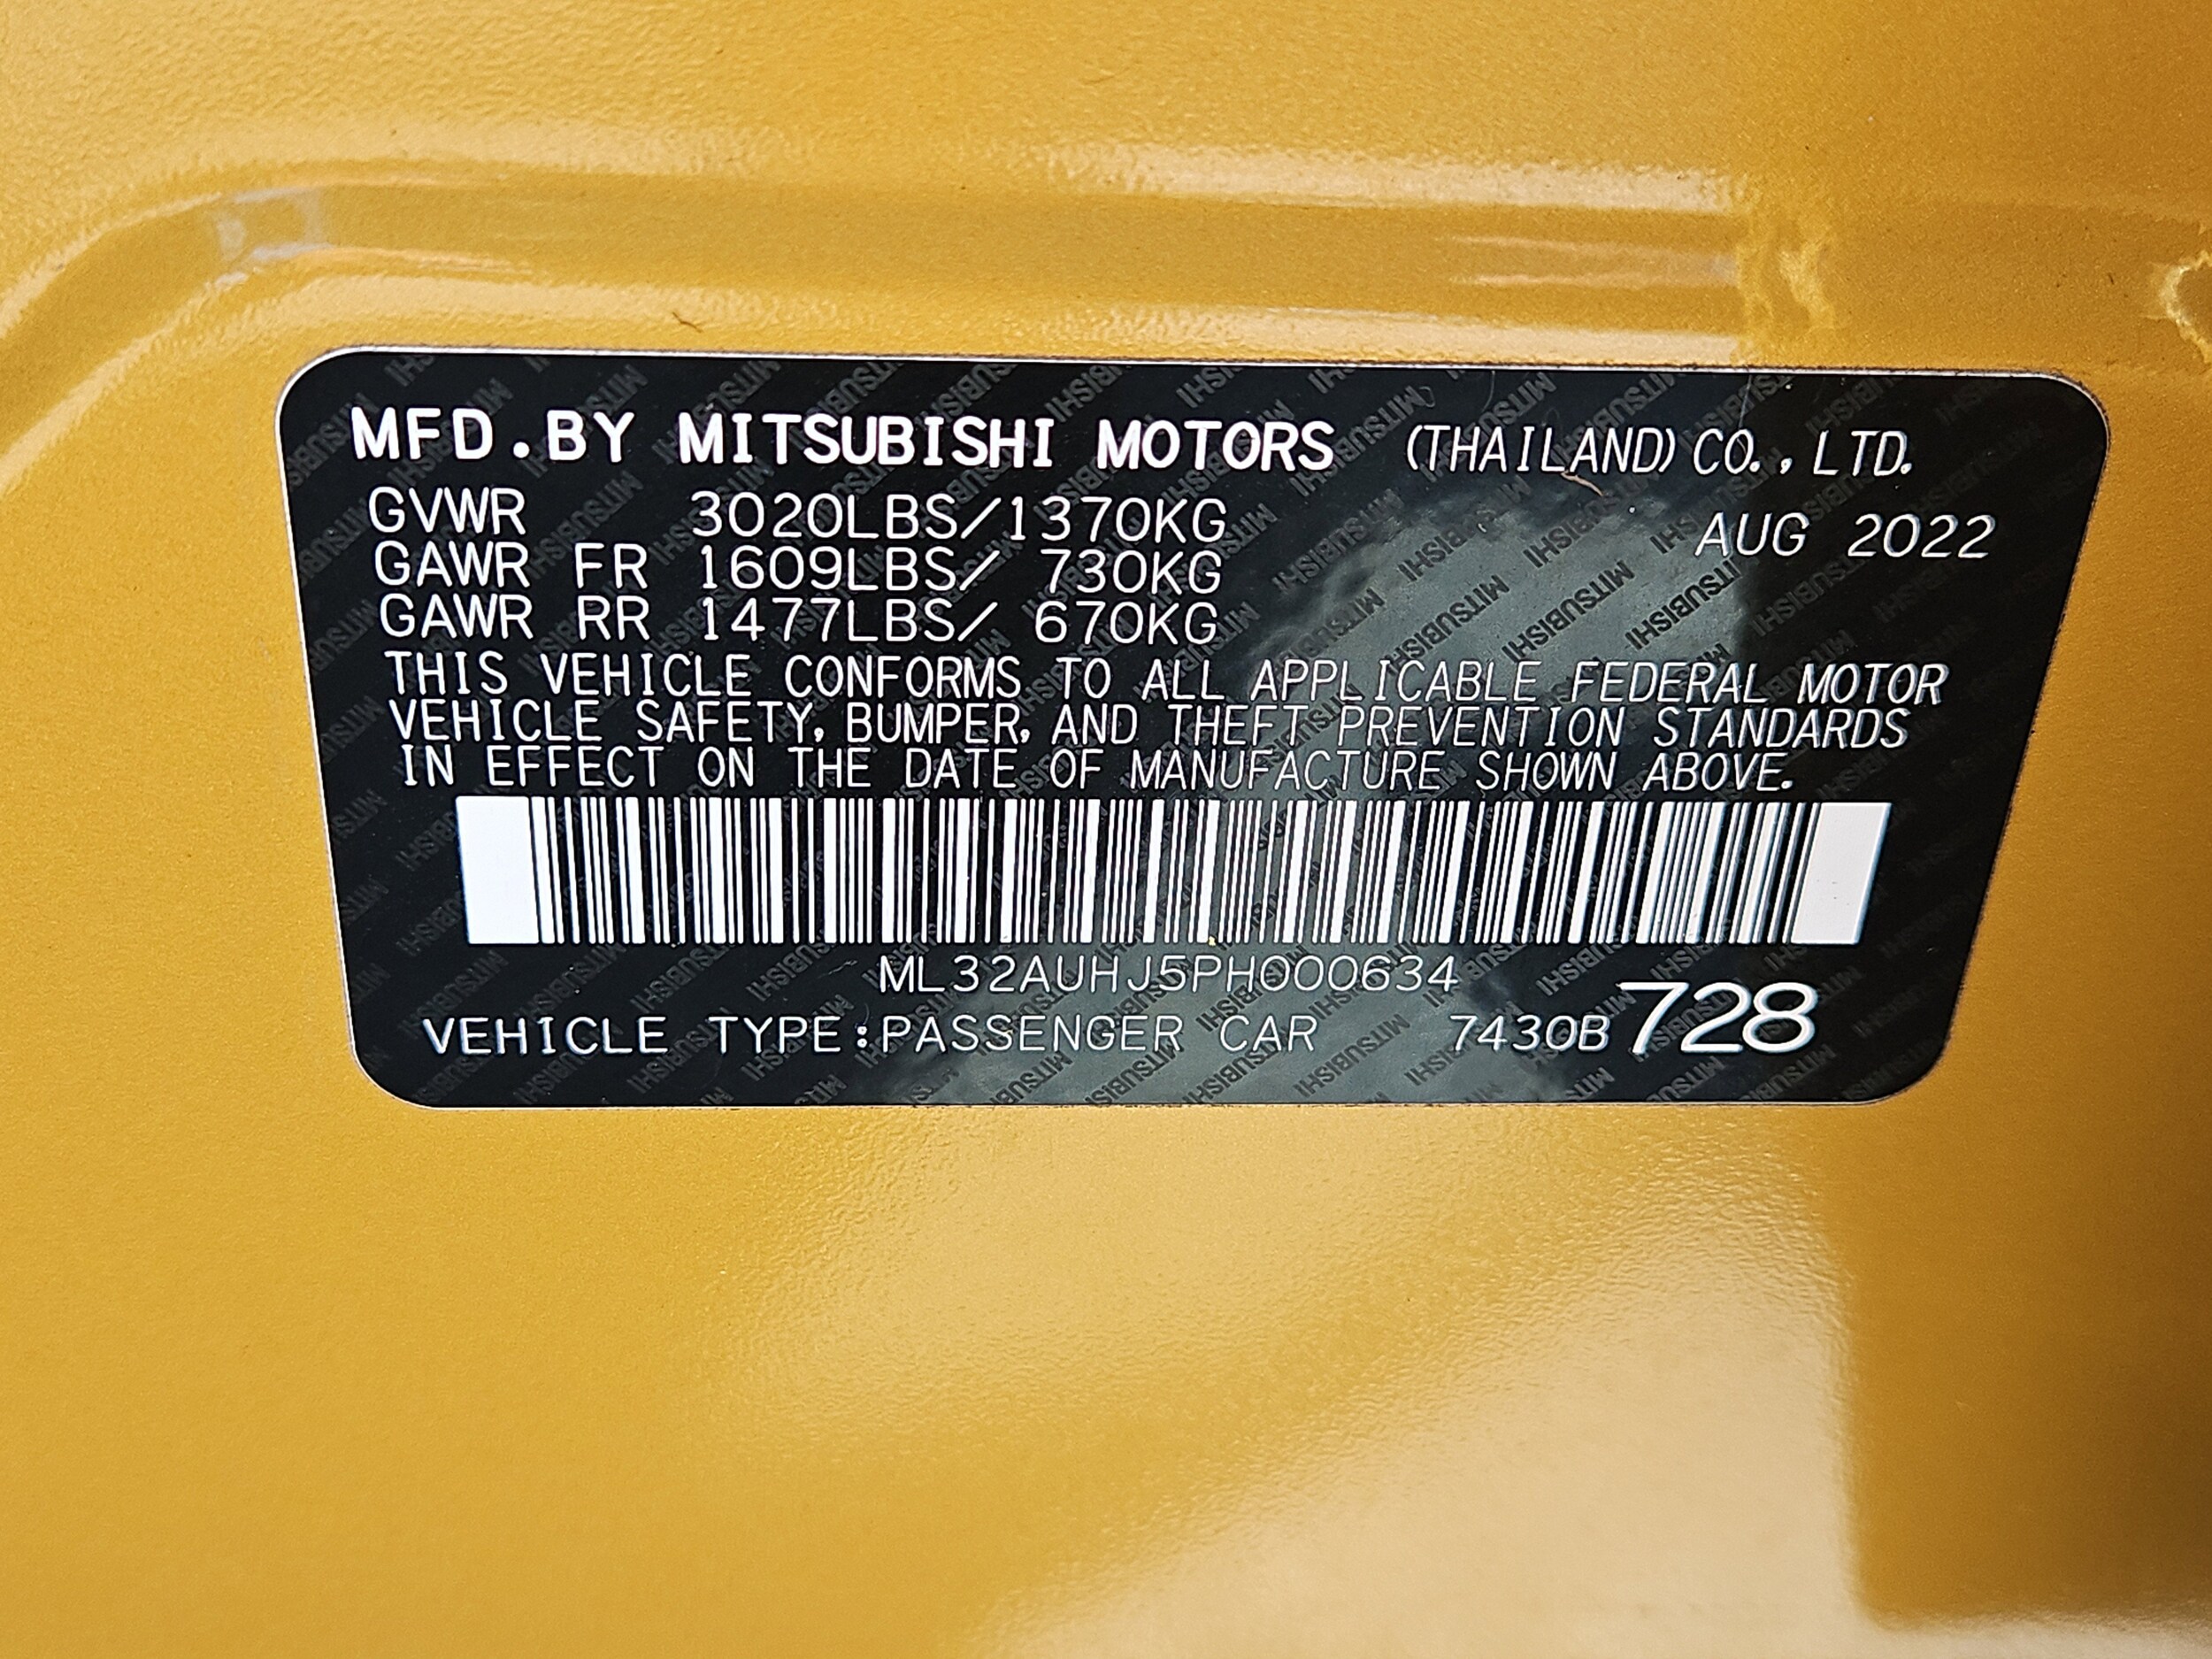 MFD.BY MITSUBISHI MOTORS (THAILAND) CO., LTD.
GVWR 3020LBS/1370KG
AUG 2022
GAWR FR 1609LBS/ 730KG
GAWR RR 1477LBS/ 670KG
THIS VEHICLE CONFORMS TO ALL APPLICABLE FEDERAL MOTOR
VEHICLE SAFETY, BUMPER, AND THEFT PREVENTION STANDARDS
IN EFFECT ON THE DATE OF MANUFACTURE SHOWN ABOVE.
ML32AUHJ5PH000634
VEHICLE TYPE:PASSENGER CAR 7430B 728